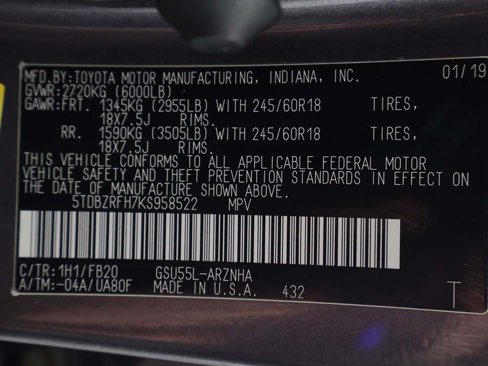 MFD.BY:TOYOTA MOTOR MANUFACTURING, INDIANA, INC. 01/19
GVWR:2720KG (6000LB)
GAWR:FRT. 1345KG (2955LB) WITH 245/60R18 TIRES,
18X7.5J RIMS.
RR. 1590KG (3505LB) WITH 245/60R18 TIRES,
18X7.5J RIMS.
THIS VEHICLE CONFORMS TO ALL APPLICABLE FEDERAL MOTOR
VEHICLE SAFETY AND THEFT PREVENTION STANDARDS IN EFFECT ON
THE DATE OF MANUFACTURE SHOWN ABOVE.
5TDBZRFH7KS958522 MPV
C/TR:1H1/FB20 GSU55L-ARZNHA
A/TM:-04A/UA80F MADE IN U.S.A. 432
T